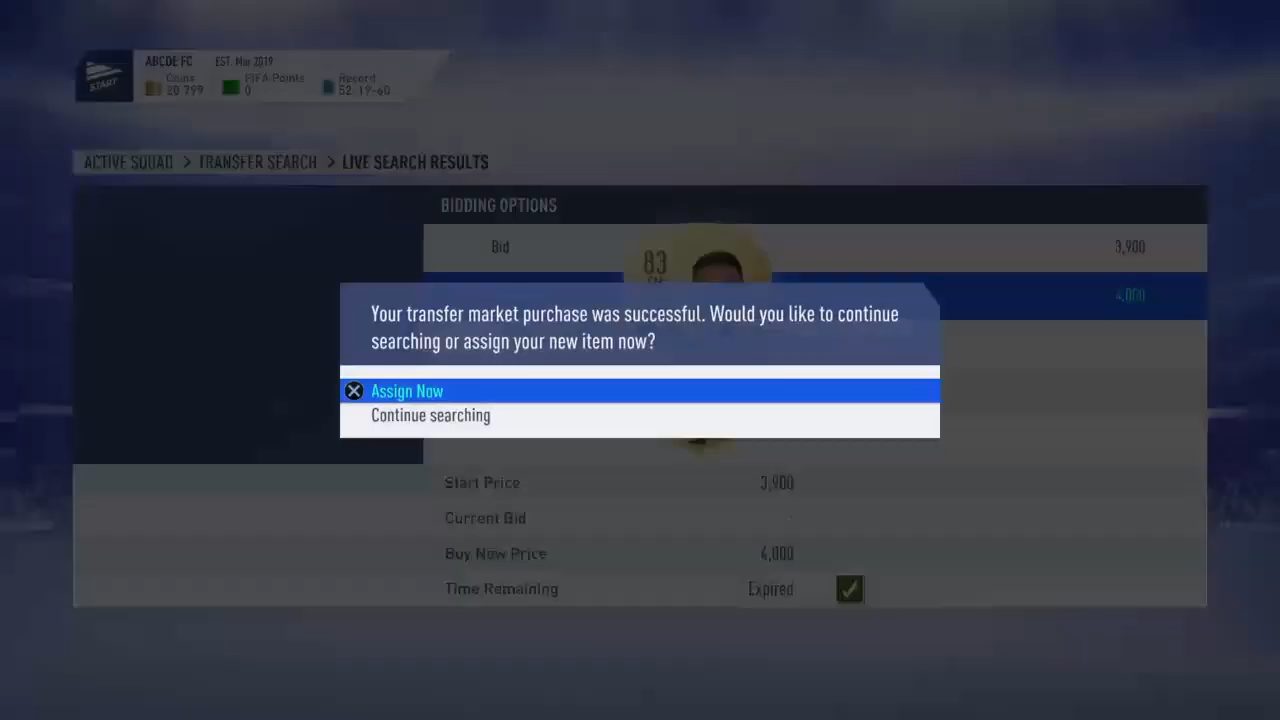 START
ABCDE FC EST. Mar 2019
Coins FIFA Points Record
20 799 0 52-19-60
ACTIVE SQUAD > TRANSFER SEARCH > LIVE SEARCH RESULTS
BIDDING OPTIONS
Bid 3,900
83
4,000
Your transfer market purchase was successful. Would you like to continue
searching or assign your new item now?
Assign Now
Continue searching
Start Price 3,900
Current Bid -
Buy Now Price 4,000
Time Remaining Expired